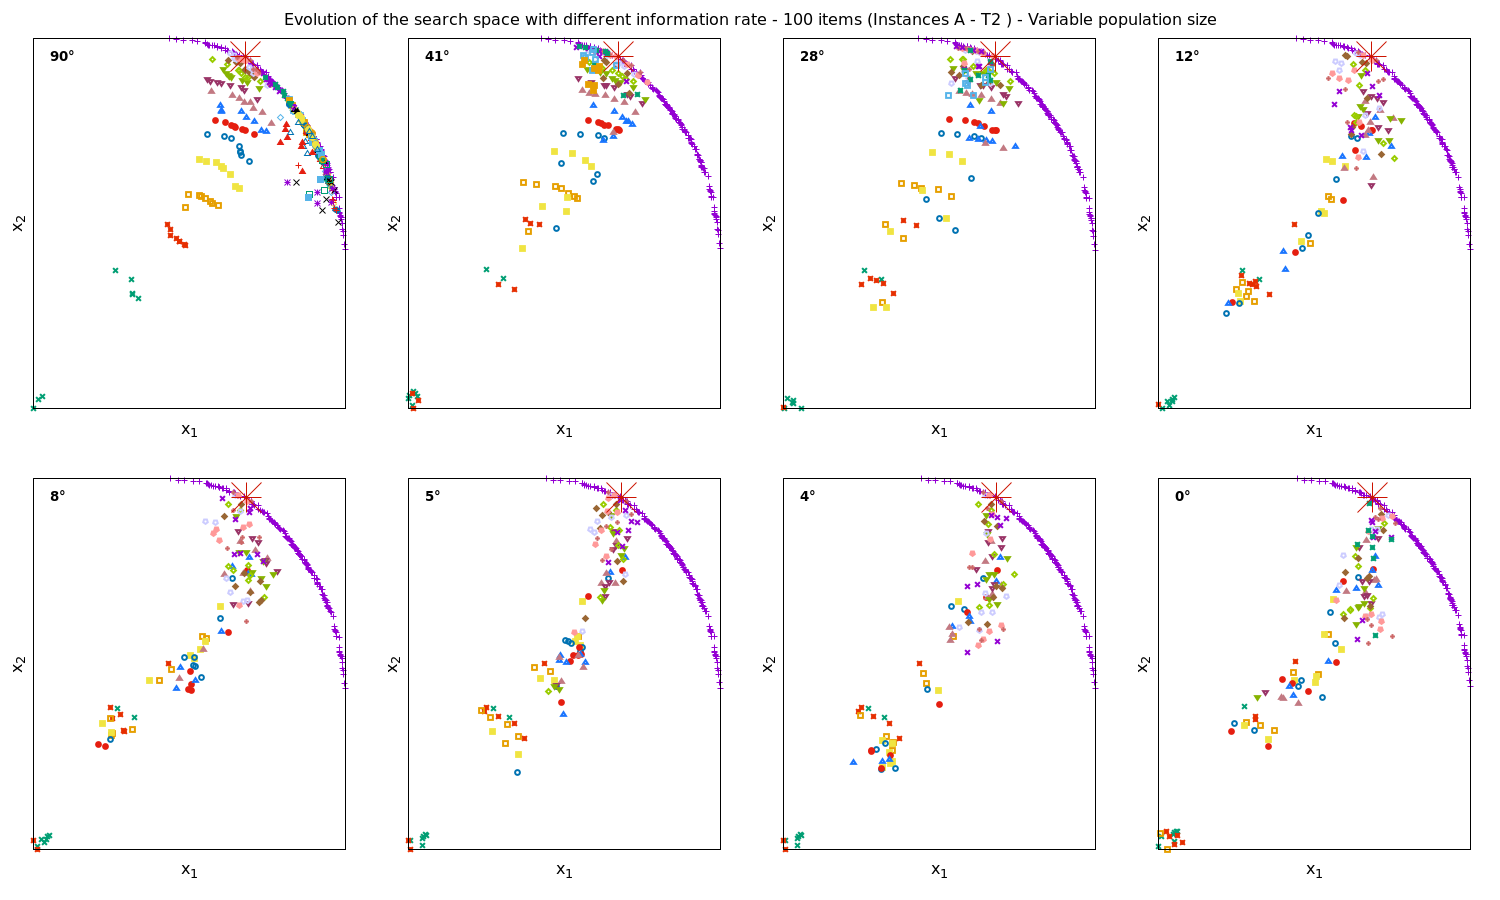 Evolution of the search space with different information rate - 100 items (Instances A - T2 ) - Variable population size
90°
41°
28°
12°
x2
x2
x2
x2
x1
x1
x1
x1
8°
5°
4°
0°
x2
x2
x2
x2
x1
x1
x1
x1